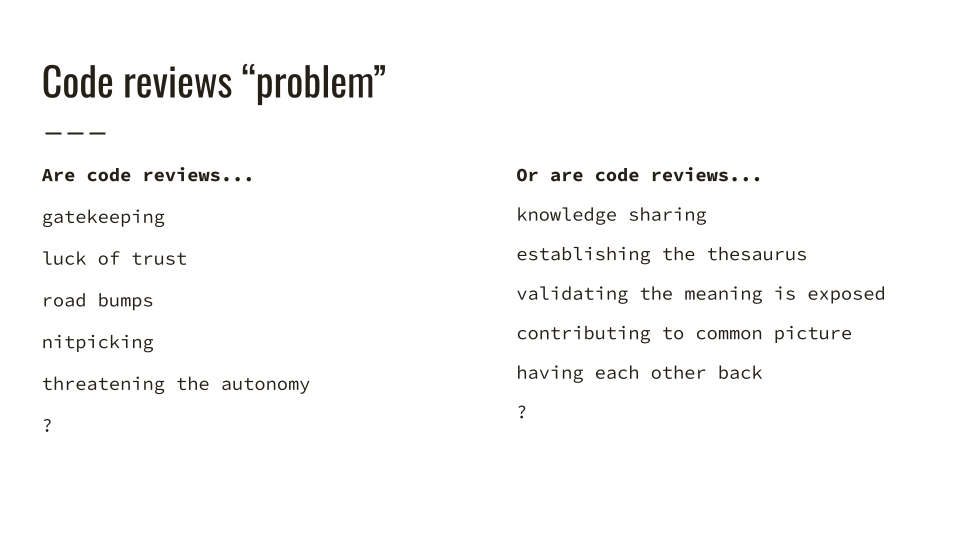 Code reviews “problem”
Are code reviews...
gatekeeping
luck of trust
road bumps
nitpicking
threatening the autonomy
?
Or are code reviews...
knowledge sharing
establishing the thesaurus
validating the meaning is exposed
contributing to common picture
having each other back
?